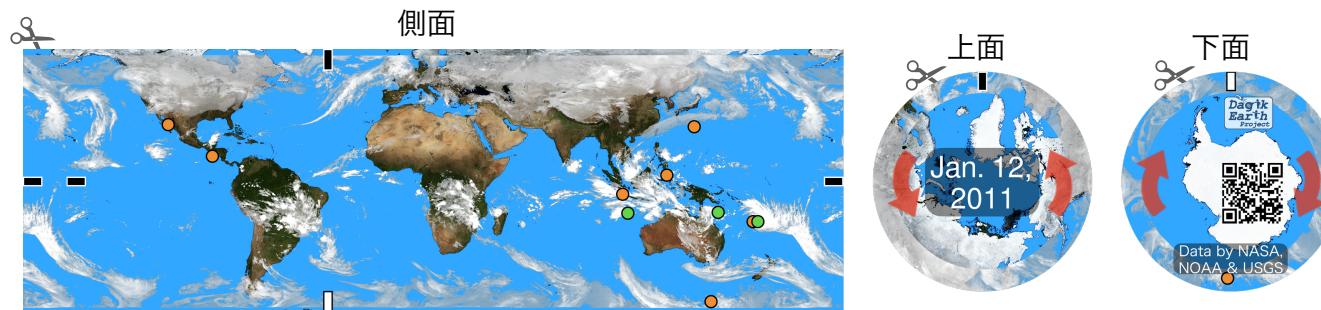 側面
上面
下面
Dagik
Earth
Project
Jan. 12,
2011
Data by NASA,
NOAA & USGS